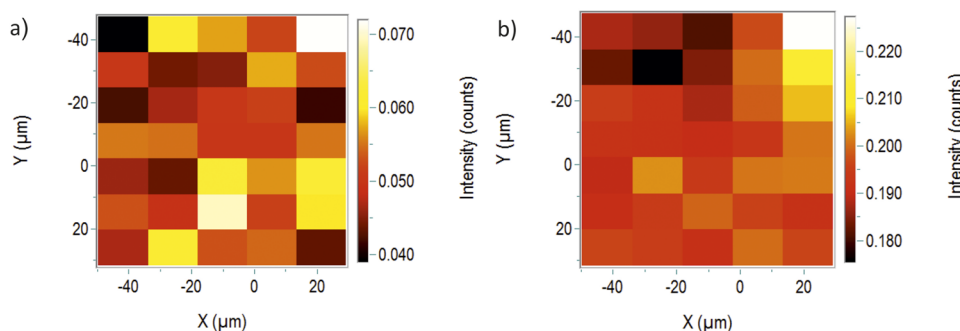 a)
-40
-20
0
20
Y (µm)
-40 -20 0 20
X (µm)
0.070
0.060
0.050
0.040
Intensity (counts)
b)
-40
-20
0
20
Y (µm)
-40 -20 0 20
X (µm)
0.220
0.210
0.200
0.190
0.180
Intensity (counts)